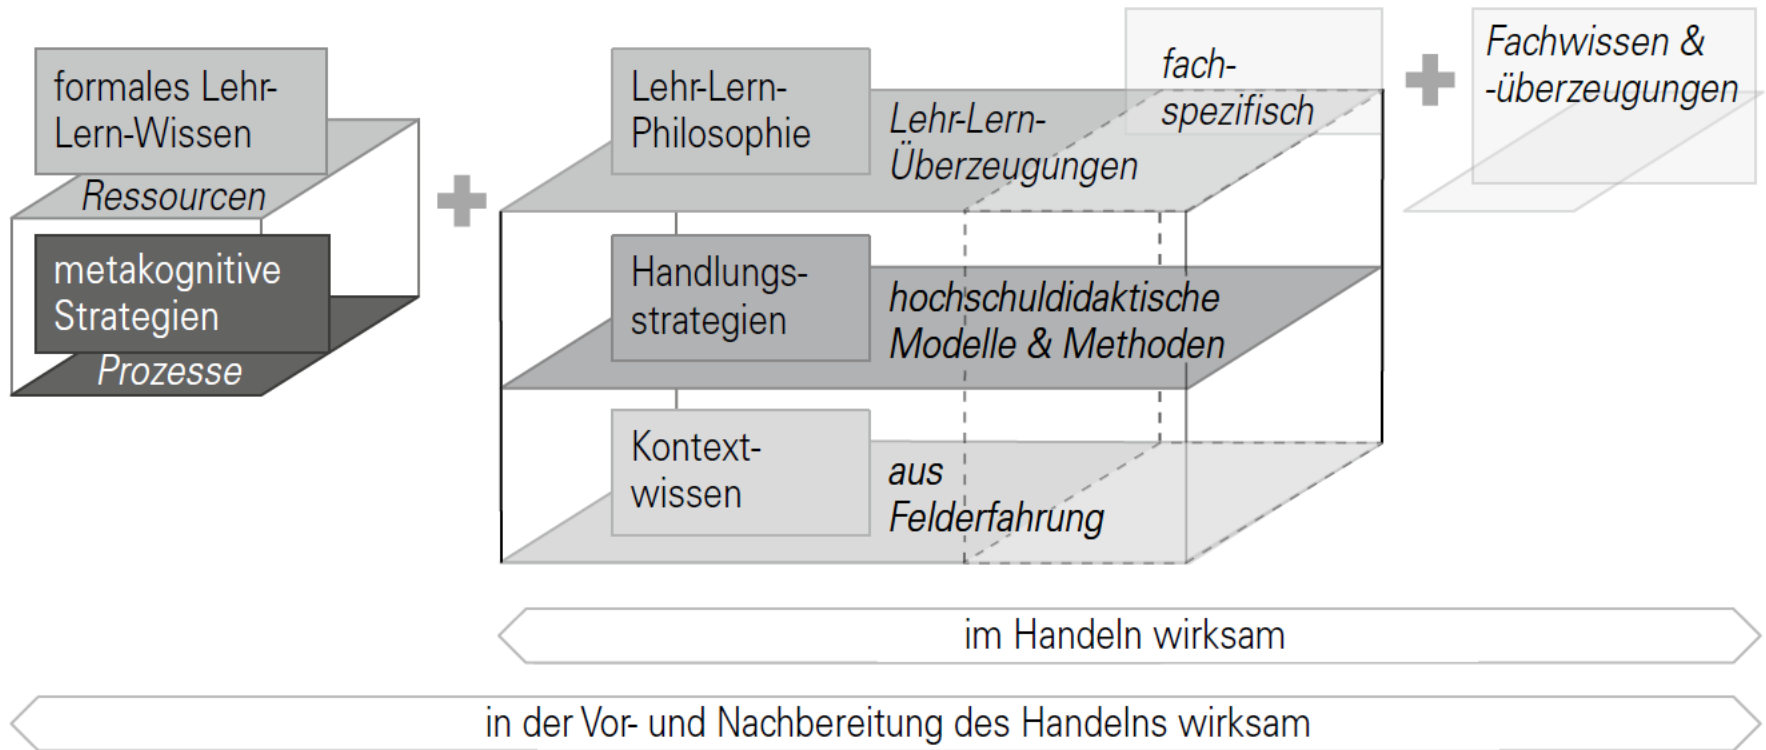 formales Lehr-
Lern-Wissen
Ressourcen
metakognitive
Strategien
Prozesse
Lehr-Lern-
Philosophie
Lehr-Lern-
Überzeugungen
fach-
spezifisch
Handlungs-
strategien
hochschuldidaktische
Modelle & Methoden
Kontext-
wissen
aus
Felderfahrung
Fachwissen &
-überzeugungen
im Handeln wirksam
in der Vor- und Nachbereitung des Handelns wirksam